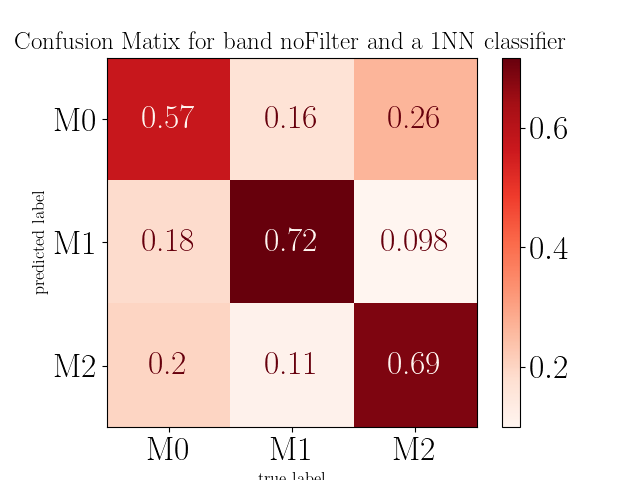 Confusion Matix for band noFilter and a 1NN classifier
M0 0.57 0.16 0.26
0.6
predicted label
M1 0.18 0.72 0.098
0.4
M2 0.2 0.11 0.69
0.2
M0 M1 M2
true label